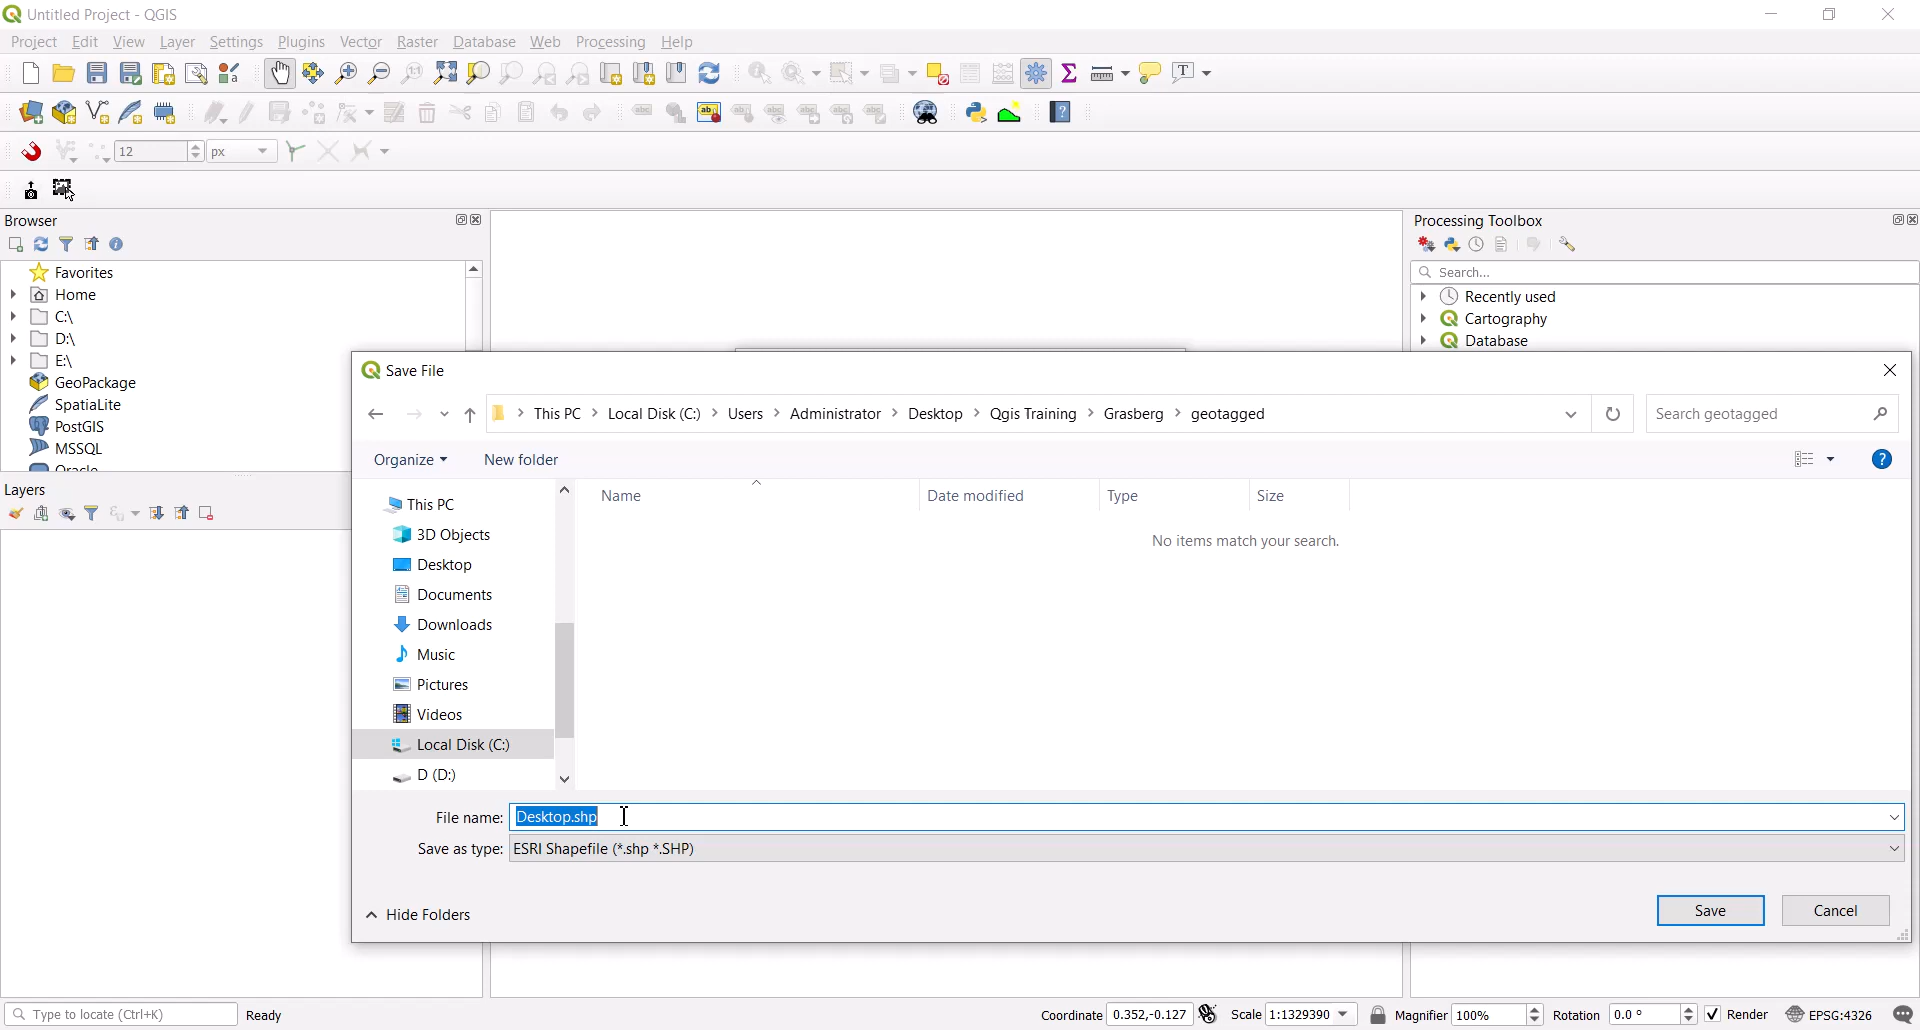 Untitled Project - QGIS
Project Edit View Layer Settings Plugins Vector Raster Database Web Processing Help
12 px
Browser
Favorites
Home
C:\
D:\
E:\
GeoPackage
SpatiaLite
PostGIS
MSSQL
Oracle
Layers
Processing Toolbox
Search...
Recently used
Cartography
Database
Save File
This PC Local Disk (C:) Users Administrator Desktop Qgis Training Grasberg geotagged
Search geotagged
Organize New folder
This PC
3D Objects
Desktop
Documents
Downloads
Music
Pictures
Videos
Local Disk (C:)
D (D:)
Name Date modified Type Size
No items match your search.
File name: Desktop.shp
Save as type: ESRI Shapefile (*.shp *.SHP)
Hide Folders
Save Cancel
Type to locate (Ctrl+K) Ready Coordinate 0.352,-0.127 Scale 1:1329390 Magnifier 100% Rotation 0.0 ° Render EPSG:4326